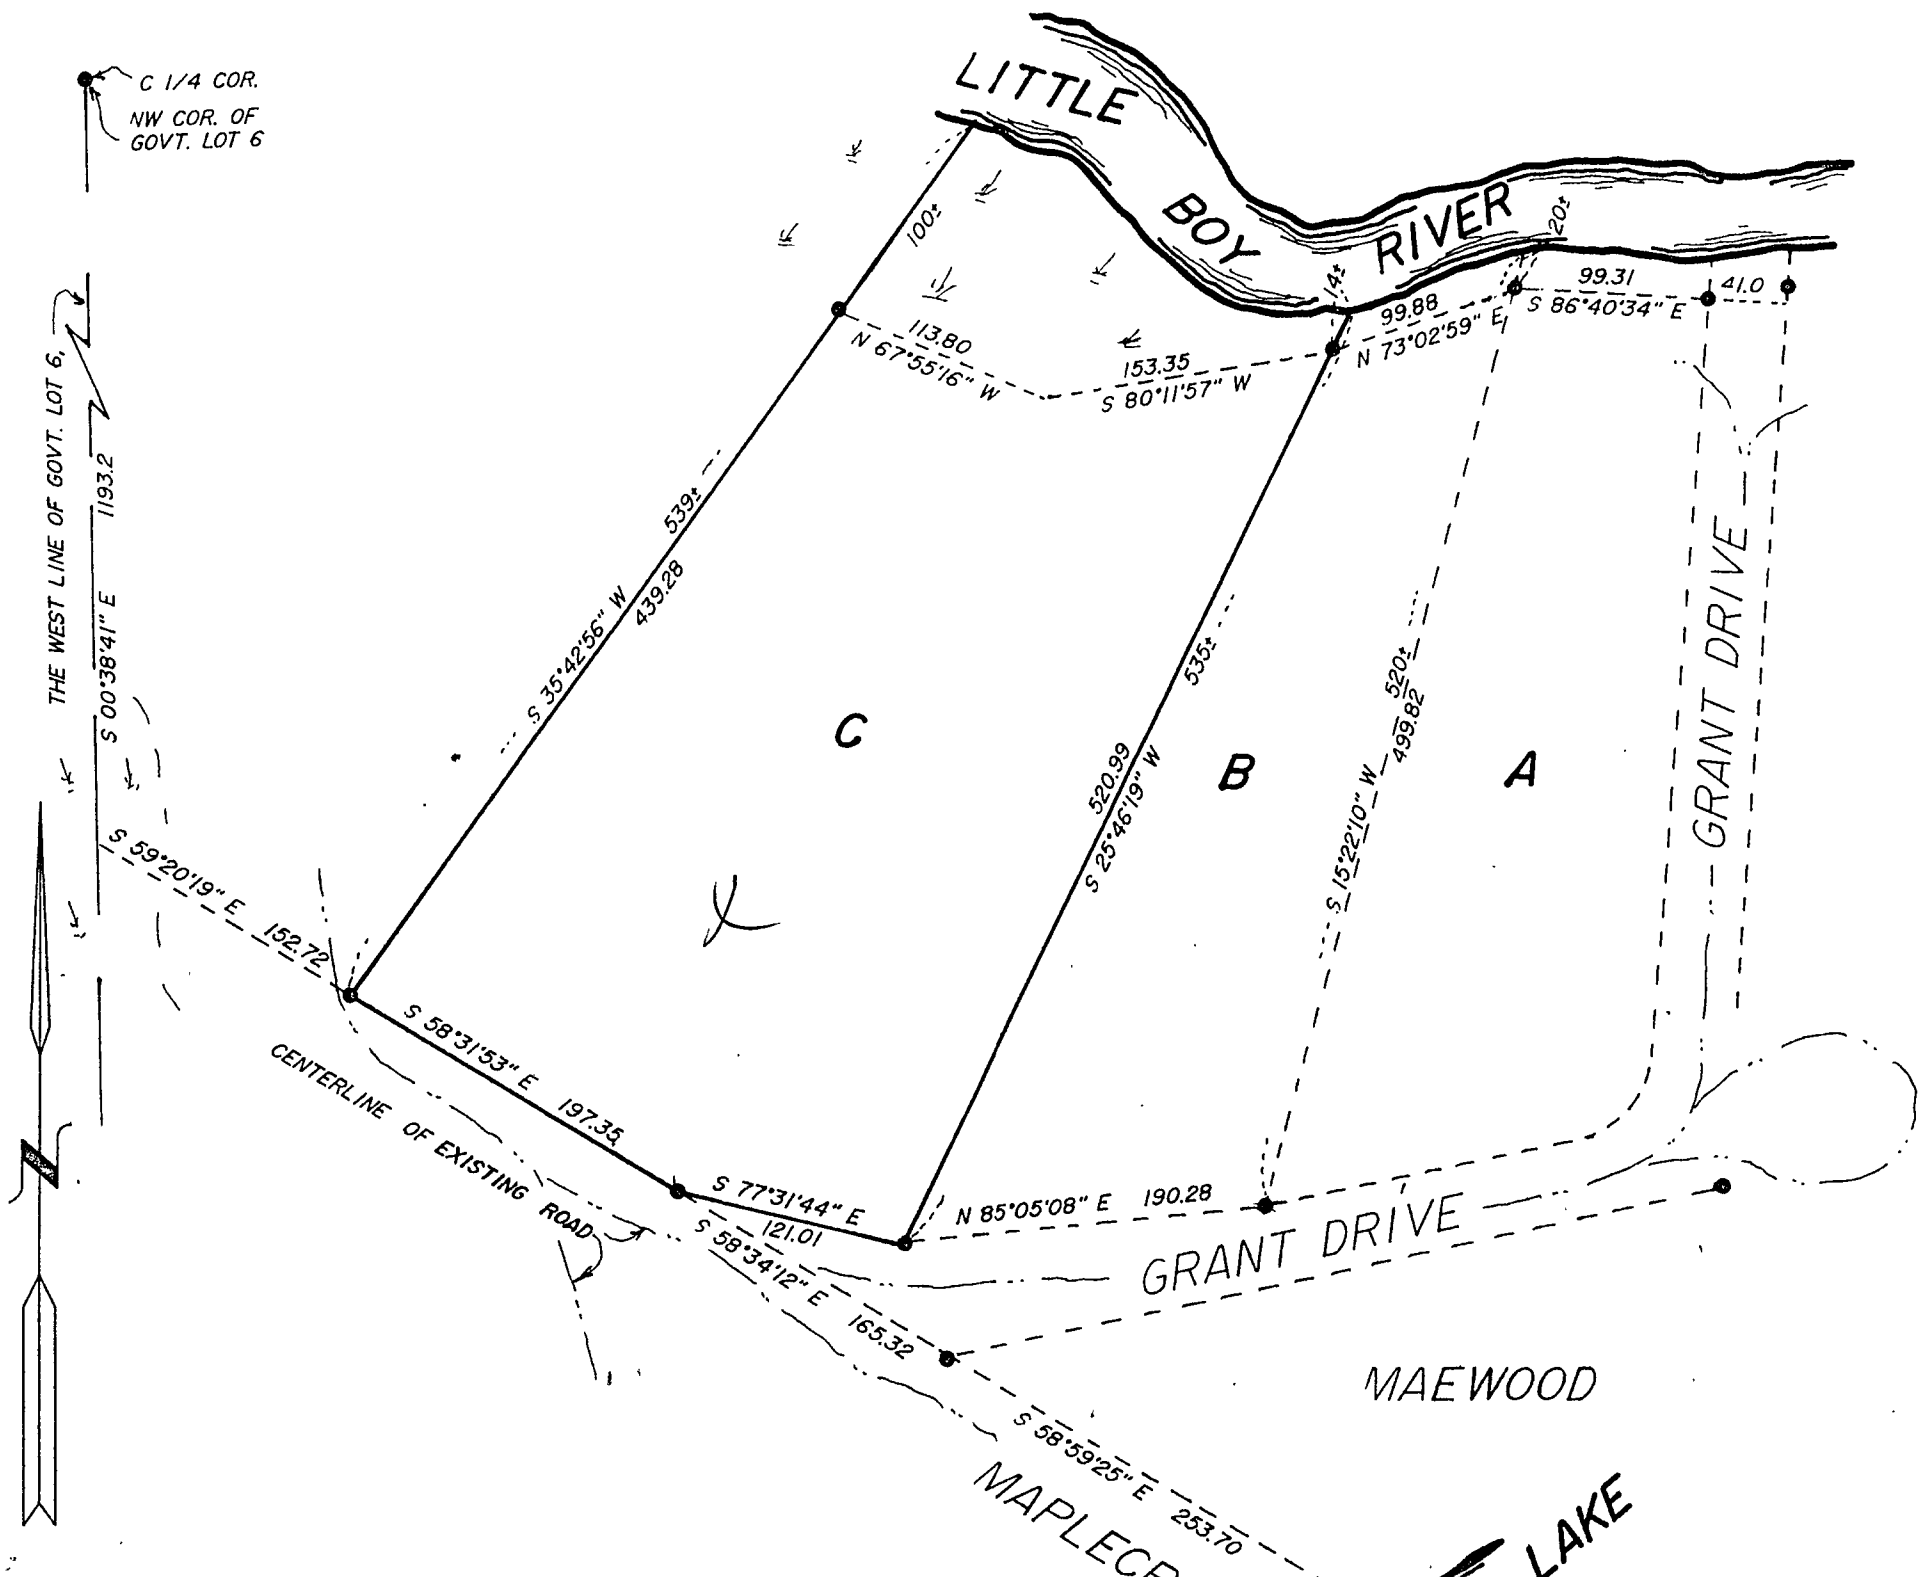 C 1/4 COR.
NW COR. OF
GOVT. LOT 6
LITTLE
BOY
RIVER
100±
14±
20±
99.31
S 86°40'34" E
41.0
99.88
N 73°02'59" E
113.80
N 67°55'16" W
153.35
S 80°11'57" W
THE WEST LINE OF GOVT. LOT 6,
S 00°38'41" E 1193.2
539±
S 35°42'56" W
439.28
535±
520.99
S 25°46'19" W
520±
499.82
S 15°22'10" W
C
B
A
GRANT DRIVE
S 59°20'19" E 152.72
S 58°31'53" E 197.35
CENTERLINE OF EXISTING ROAD
S 77°31'44" E
121.01
N 85°05'08" E 190.28
S 58°34'12" E 165.32
GRANT DRIVE
MAEWOOD
S 58°59'25" E 253.70
MAPLECR
LAKE